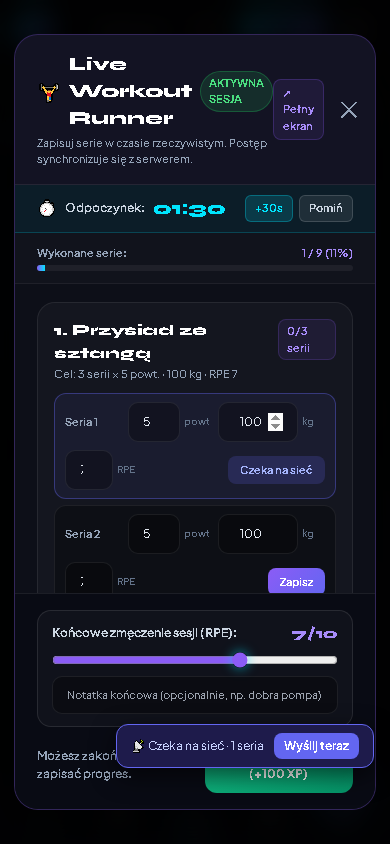 Live
Workout
Runner
AKTYWNA
SESJA
↗
Pełny
ekran
Zapisuj serie w czasie rzeczywistym. Postęp
synchronizuje się z serwerem.
Odpoczynek: 01:30 +30s Pomiń
Wykonane serie: 1 / 9 (11%)
1. Przysiad ze
sztangą
0/3
serii
Cel: 3 serii × 5 powt. · 100 kg · RPE 7
Seria 1 5 powt 100 kg
RPE Czeka na sieć
Seria 2 5 powt 100 kg
RPE Zapisz
Końcowe zmęczenie sesji (RPE): 7/10
Notatka końcowa (opcjonalnie, np. dobra pompa)
Czeka na sieć · 1 seria Wyślij teraz
Możesz
zapisać progres.
(+100 XP)